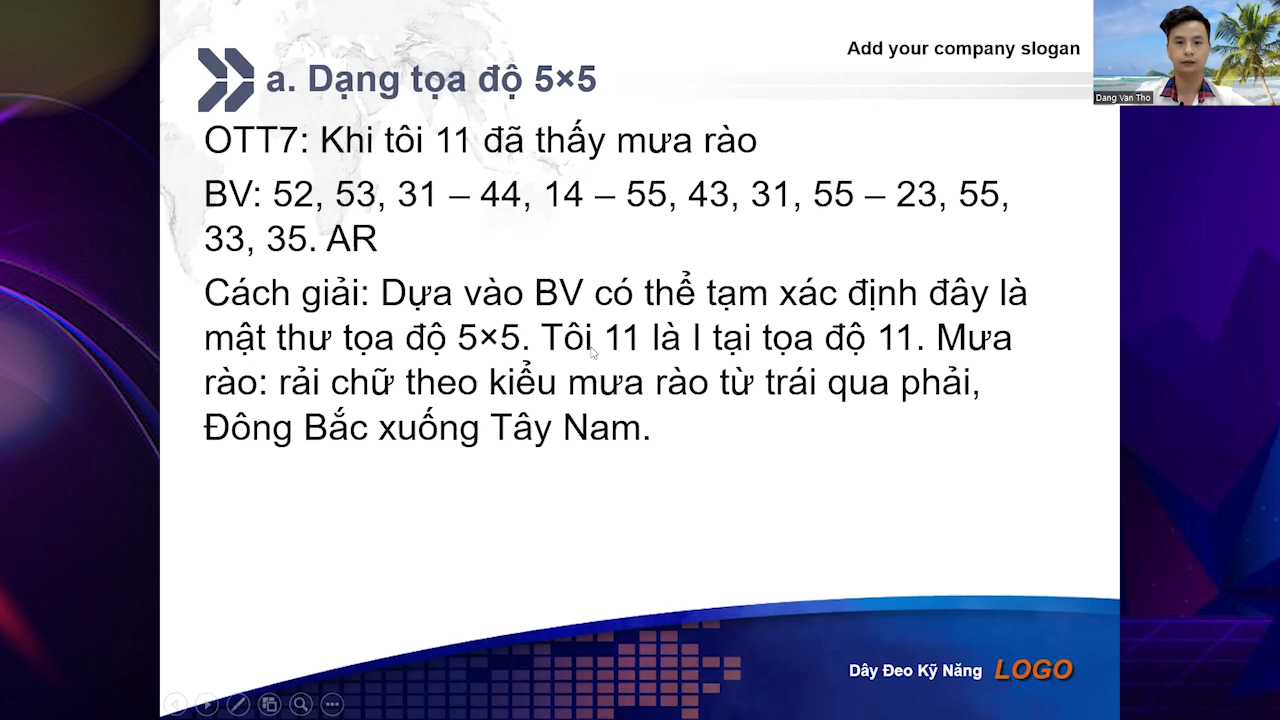 Add your company slogan
Dang Van Tho
a. Dạng tọa độ 5×5
OTT7: Khi tôi 11 đã thấy mưa rào
BV: 52, 53, 31 – 44, 14 – 55, 43, 31, 55 – 23, 55,
33, 35. AR
Cách giải: Dựa vào BV có thể tạm xác định đây là
mật thư tọa độ 5×5. Tôi 11 là I tại tọa độ 11. Mưa
rào: rải chữ theo kiểu mưa rào từ trái qua phải,
Đông Bắc xuống Tây Nam.
Dây Đeo Kỹ Năng LOGO